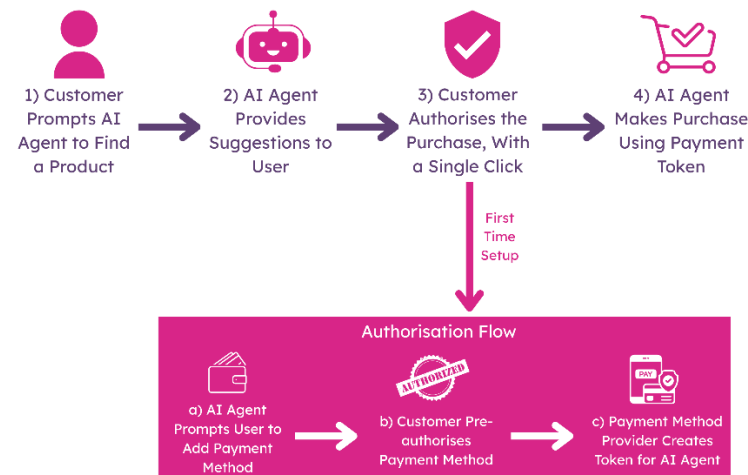 1) Customer
Prompts AI
Agent to Find
a Product
2) AI Agent
Provides
Suggestions to
User
3) Customer
Authorises the
Purchase, With
a Single Click
4) AI Agent
Makes Purchase
Using Payment
Token
First
Time
Setup
Authorisation Flow
a) AI Agent
Prompts User to
Add Payment
Method
AUTHORIZED
b) Customer Pre-
authorises
Payment Method
PAY
c) Payment Method
Provider Creates
Token for AI Agent